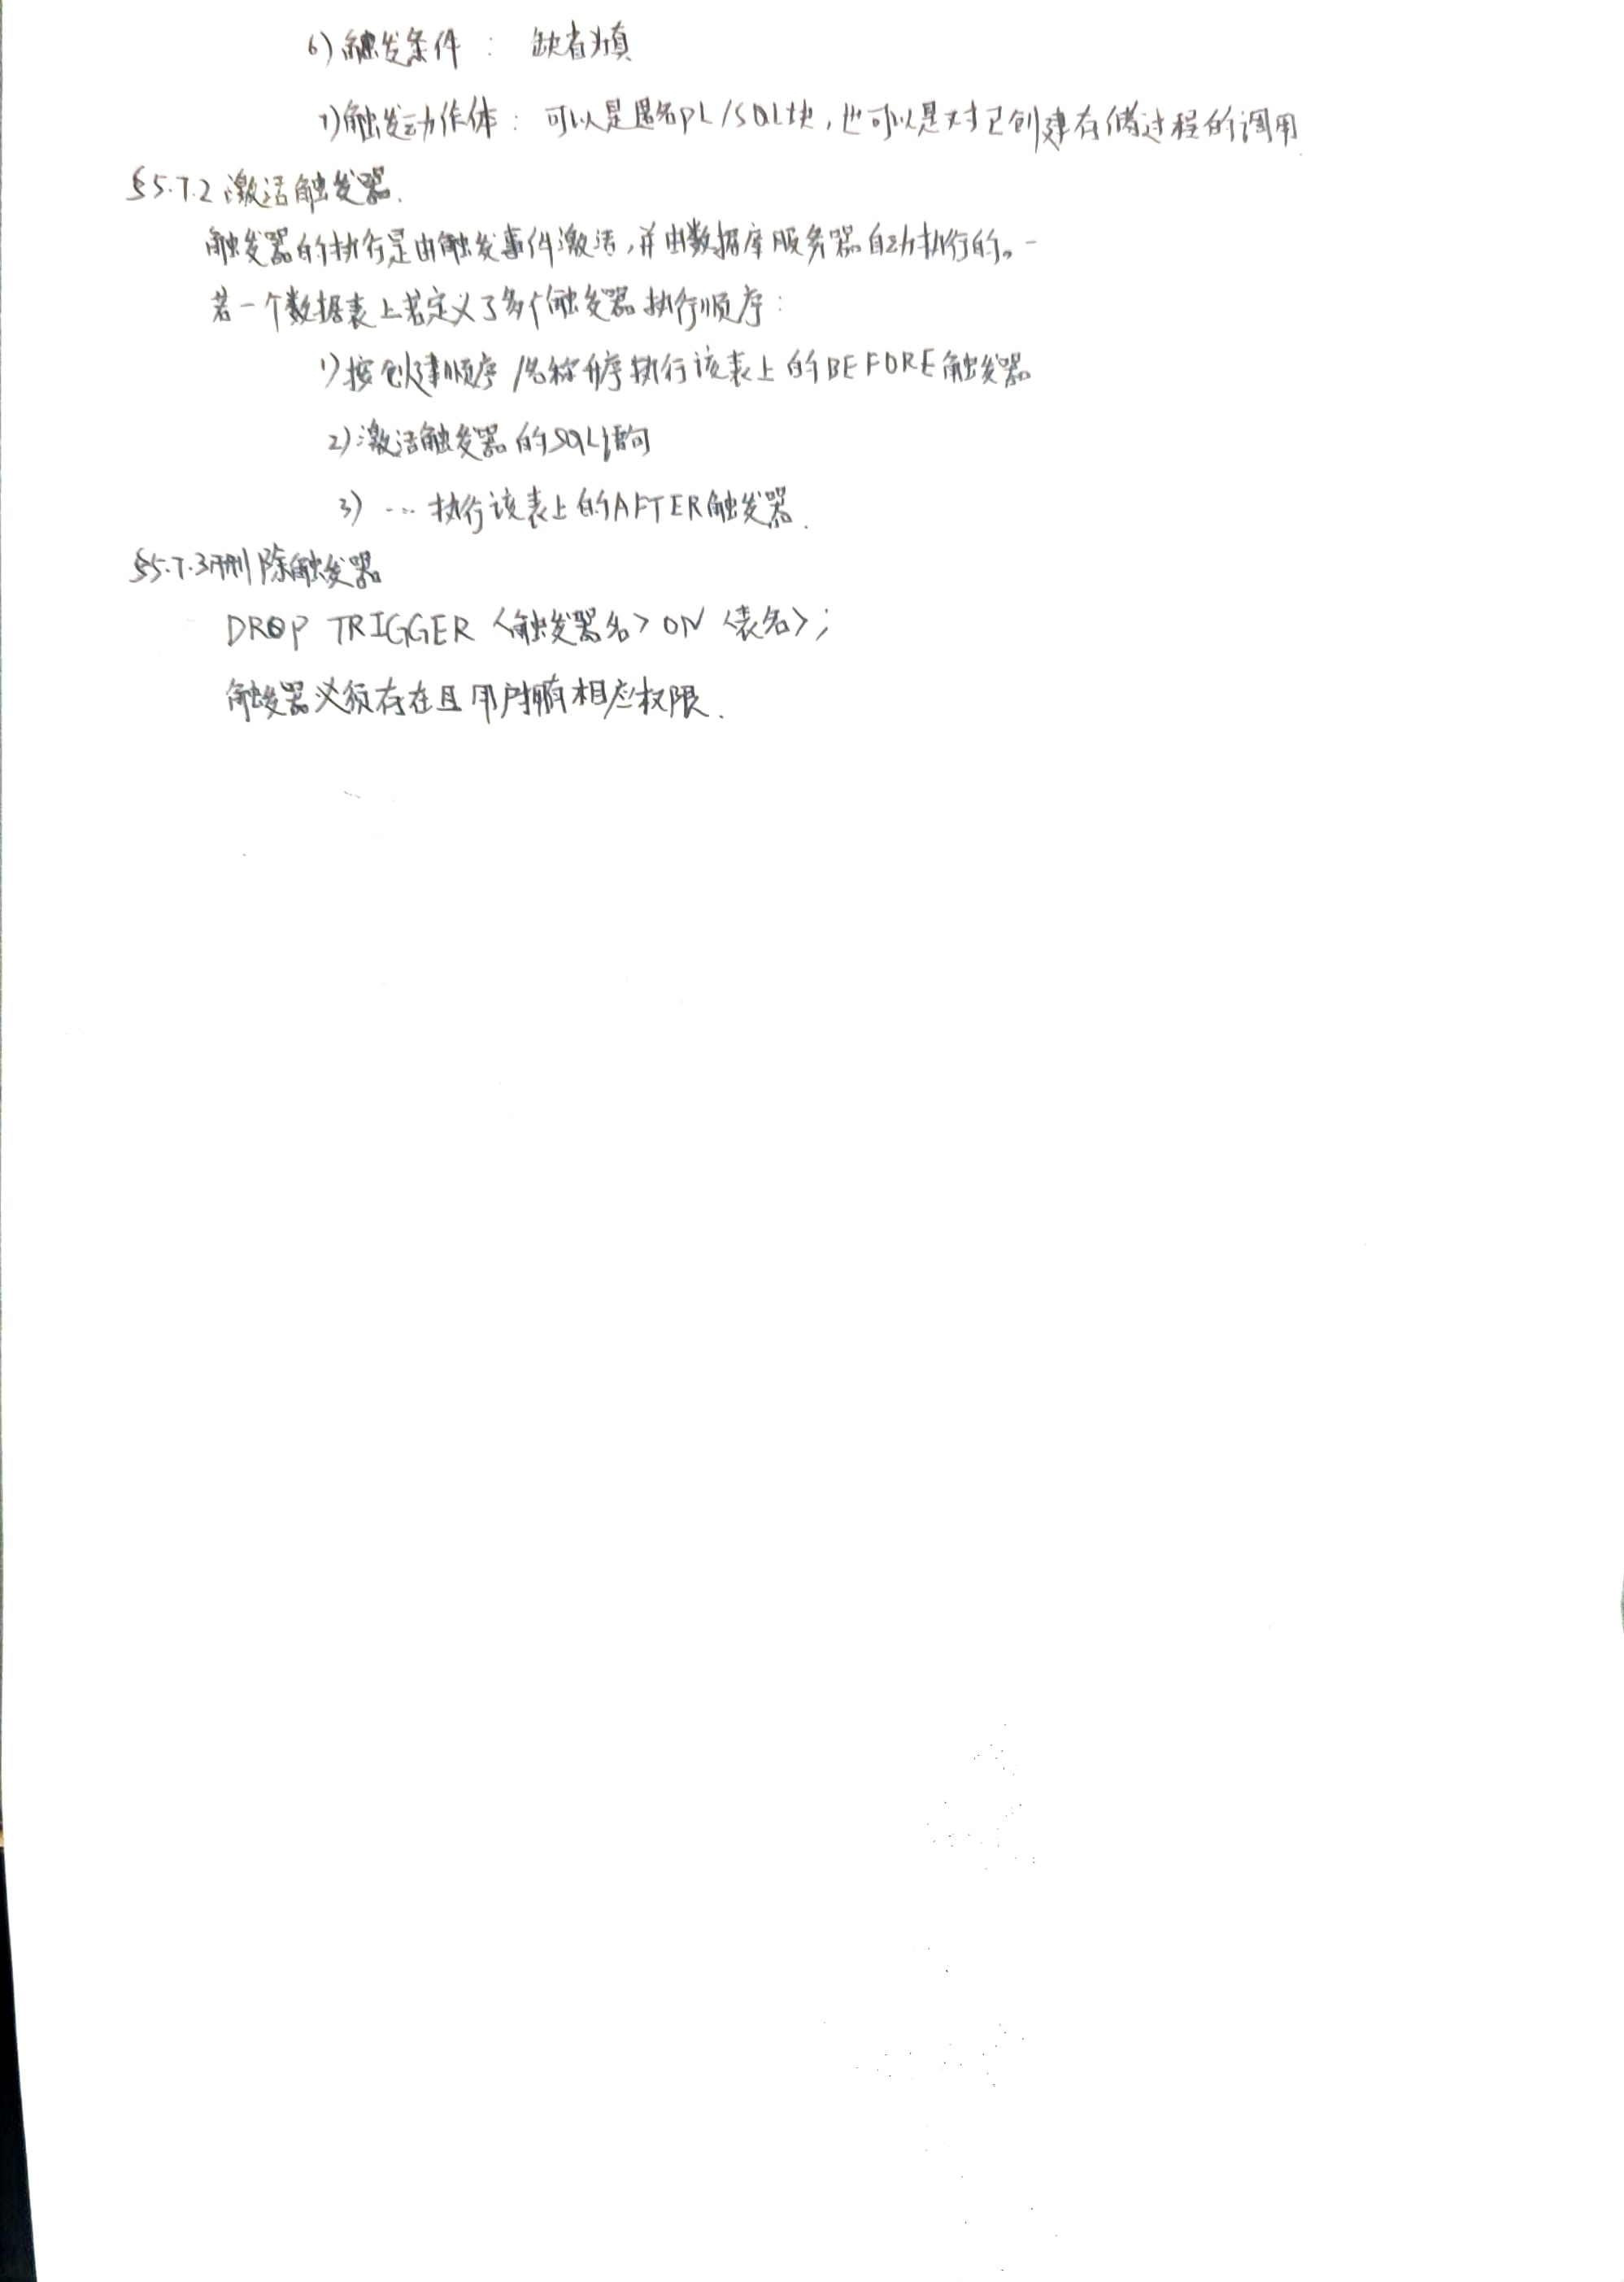 6) 触发条件 : 缺省为真
7) 触发动作体 : 可以是匿名PL/SQL块,也可以是对已创建存储过程的调用
§5.7.2 激活触发器.
触发器的执行是由触发事件激活,并由数据库服务器自动执行的。
若一个数据表上若定义了多个触发器执行顺序:
1) 按创建顺序/名称升序执行该表上的BEFORE触发器
2) 激活触发器的SQL语句
3) ... 执行该表上的AFTER触发器.
§5.7.3 删除触发器
DROP TRIGGER <触发器名> ON <表名>;
触发器必须存在且用户拥有相应权限.